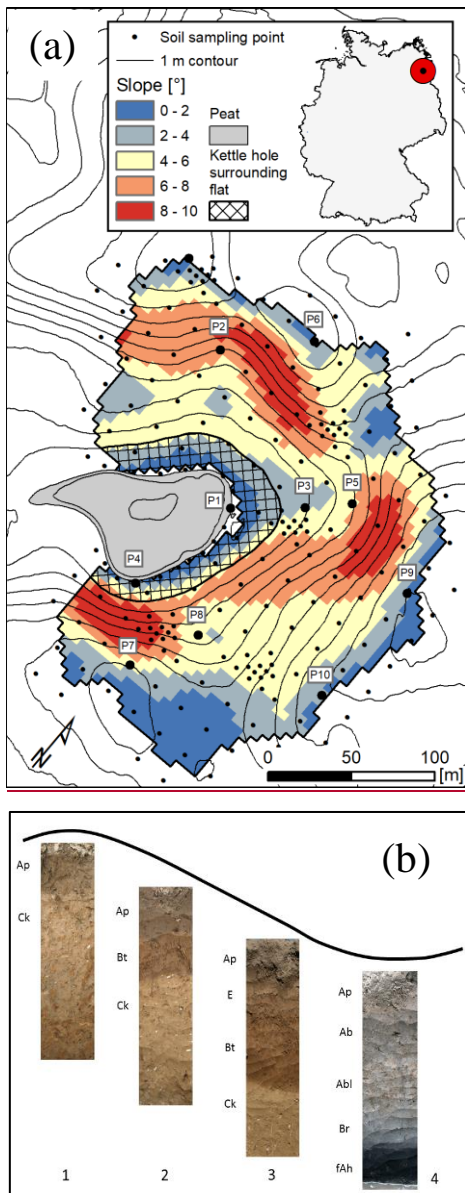 (a)
Soil sampling point
1 m contour
Slope [°]
0 - 2
2 - 4
4 - 6
6 - 8
8 - 10
Peat
Kettle hole
surrounding
flat
P6
P2
P1
P3
P5
P4
P9
P8
P7
P10
N
0 50 100
[m]
(b)
Ap
Ck
1
Ap
Bt
Ck
2
Ap
E
Bt
Ck
3
Ap
Ab
Abl
Br
fAh
4